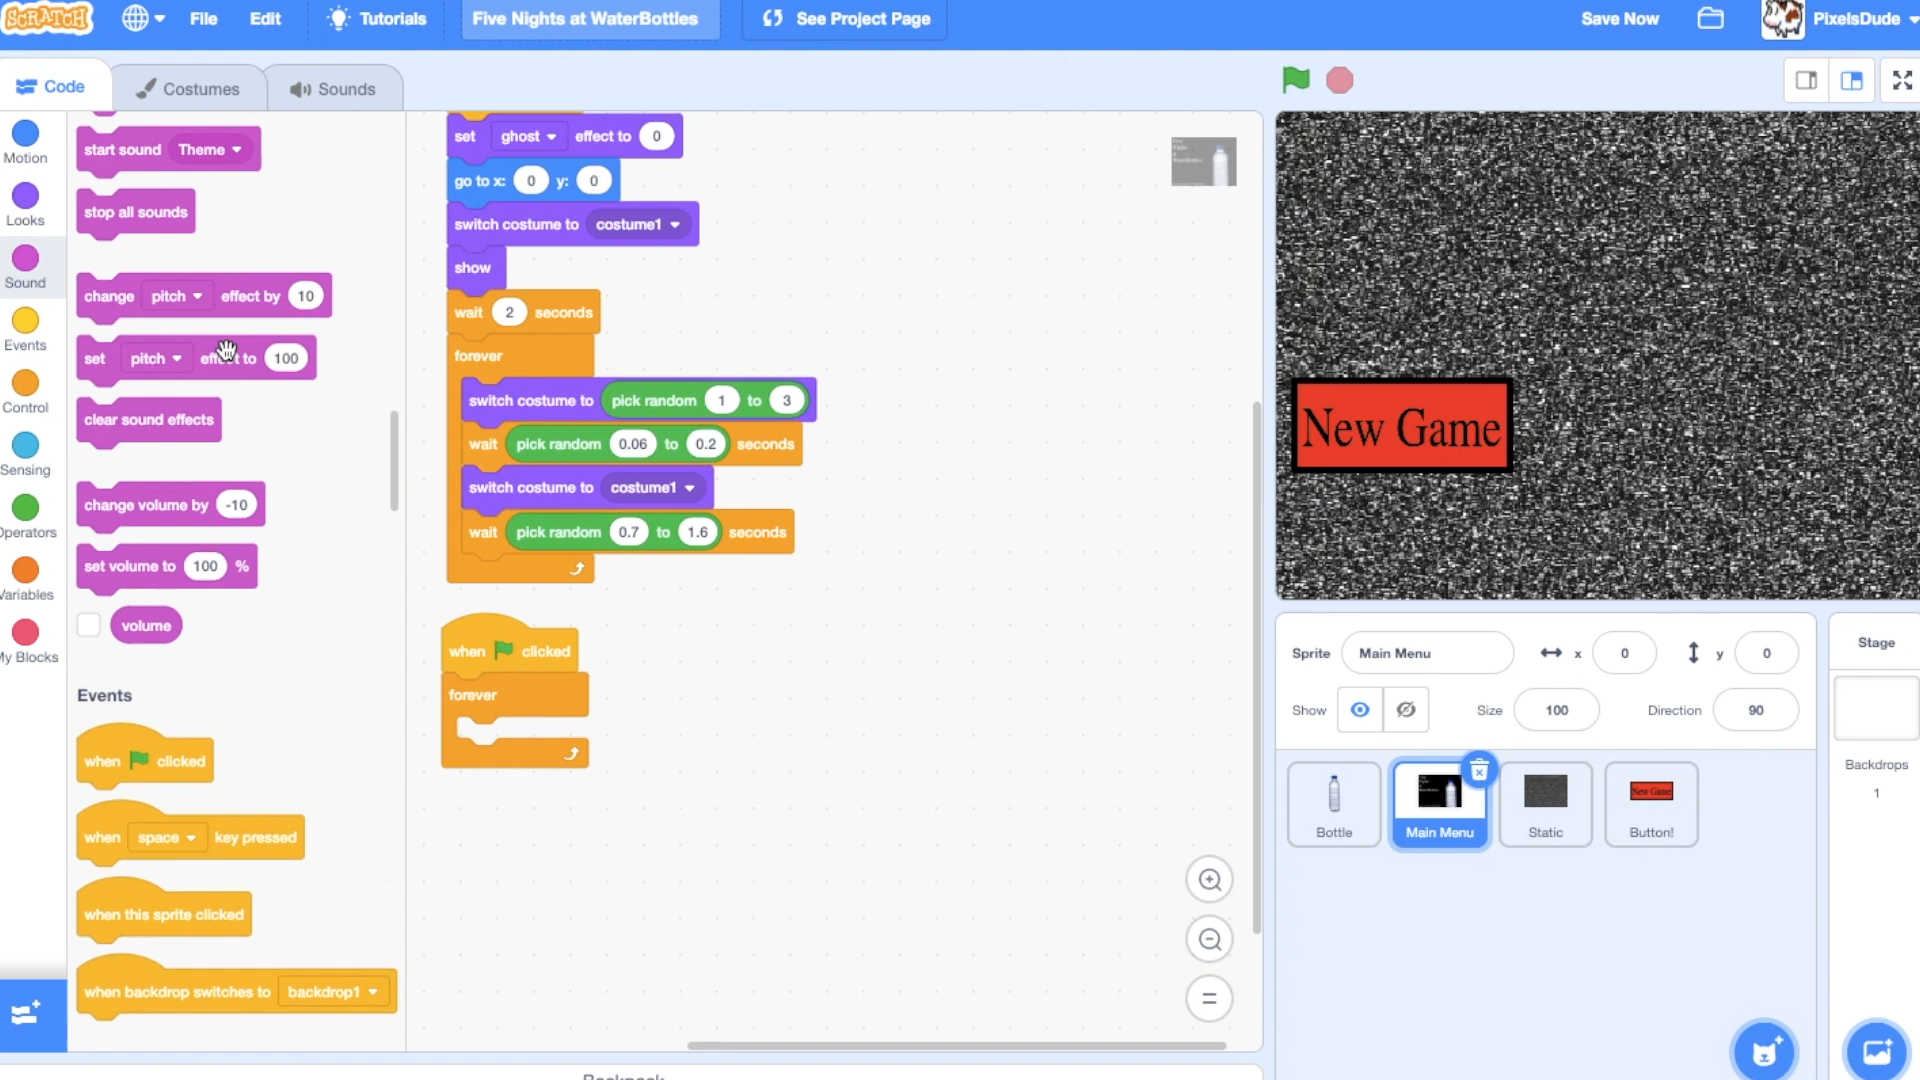 SCRATCH File Edit Tutorials Five Nights at WaterBottles See Project Page Save Now PixelsDude
Code Costumes Sounds
Motion
Looks
Sound
Events
Control
Sensing
Operators
Variables
My Blocks
start sound Theme
stop all sounds
change pitch effect by 10
set pitch effect to 100
clear sound effects
change volume by -10
set volume to 100 %
volume
Events
when clicked
when space key pressed
when this sprite clicked
when backdrop switches to backdrop1
set ghost effect to 0
go to x: 0 y: 0
switch costume to costume1
show
wait 2 seconds
forever
switch costume to pick random 1 to 3
wait pick random 0.06 to 0.2 seconds
switch costume to costume1
wait pick random 0.7 to 1.6 seconds
when clicked
forever
New Game
Sprite Main Menu x 0 y 0
Show Size 100 Direction 90
Bottle
Main Menu
Static
New Game
Button!
Stage
Backdrops
1
Backpack